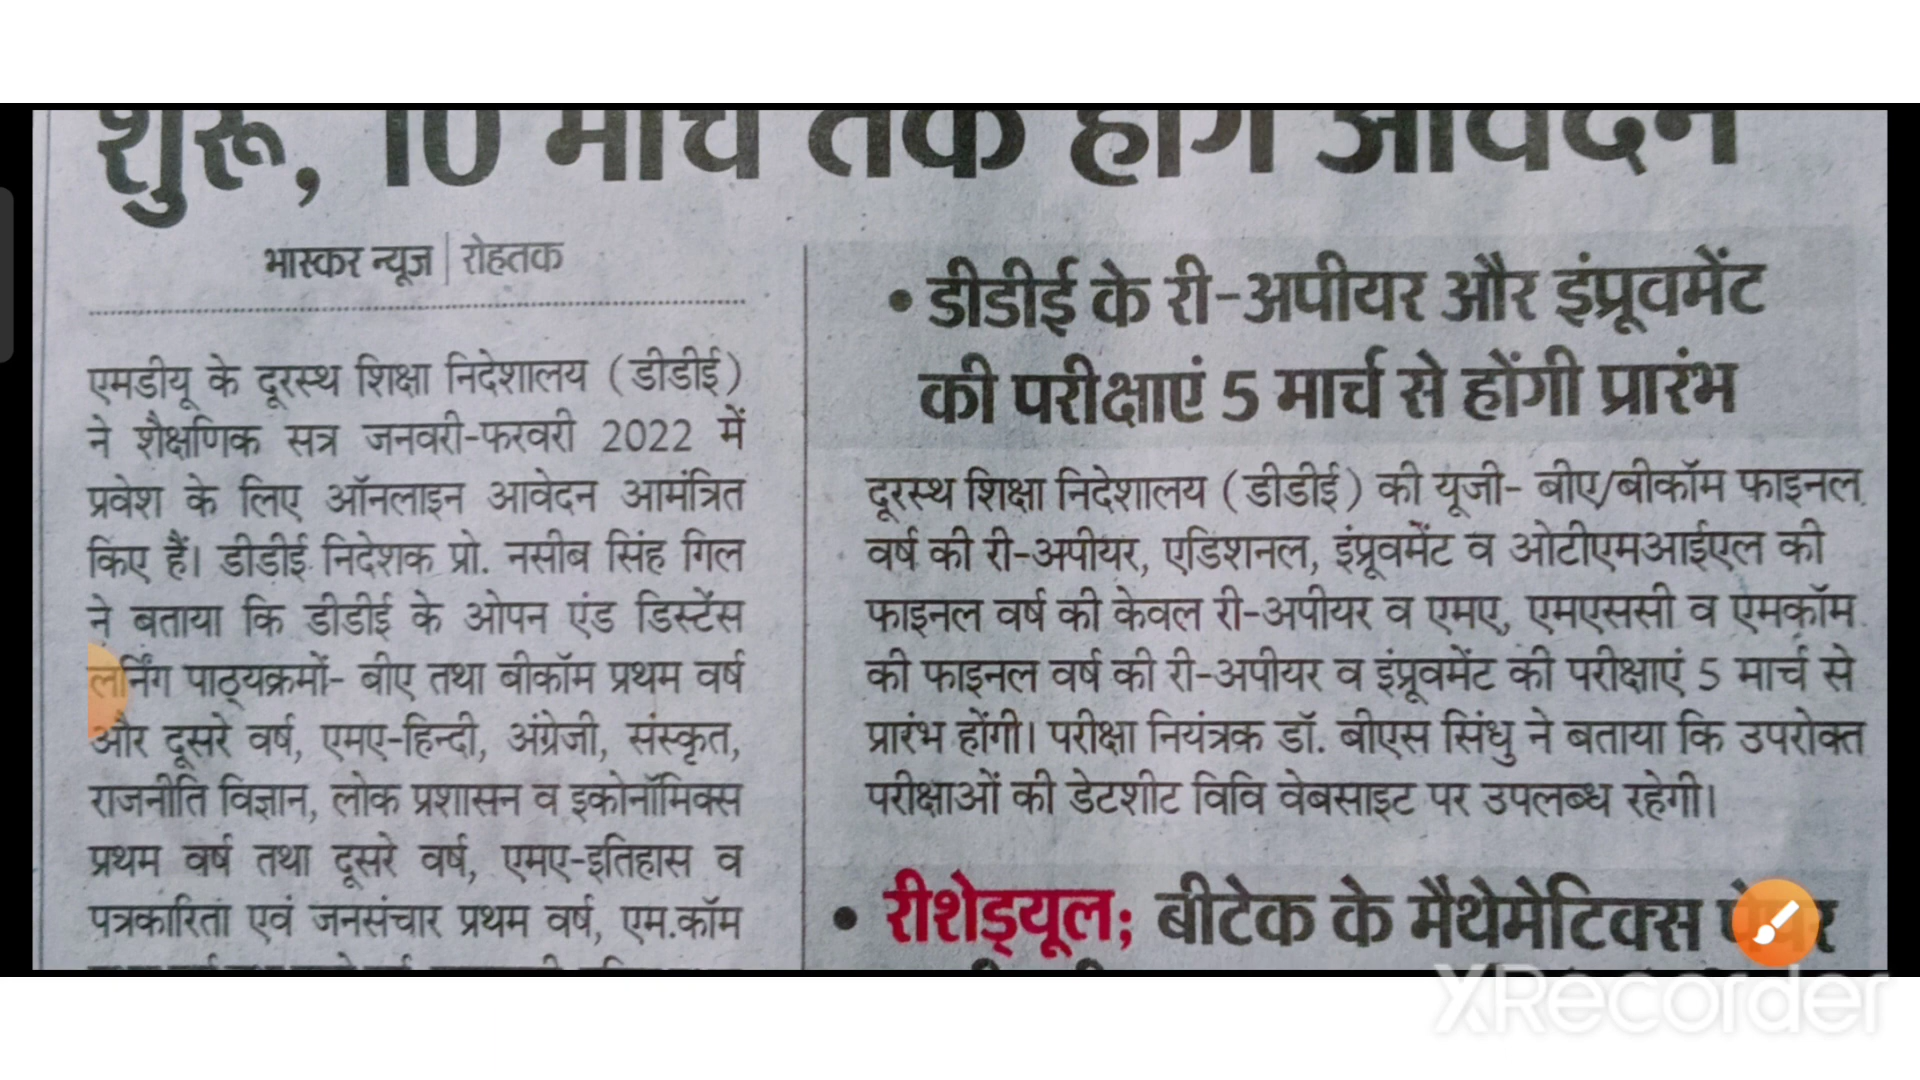 शुरू, 10 मार्च तक होंगे आवेदन
भास्कर न्यूज | रोहतक
एमडीयू के दूरस्थ शिक्षा निदेशालय (डीडीई)
ने शैक्षणिक सत्र जनवरी-फरवरी 2022 में
प्रवेश के लिए ऑनलाइन आवेदन आमंत्रित
किए हैं। डीडीई निदेशक प्रो. नसीब सिंह गिल
ने बताया कि डीडीई के ओपन एंड डिस्टेंस
लर्निंग पाठ्यक्रमों- बीए तथा बीकॉम प्रथम वर्ष
और दूसरे वर्ष, एमए-हिन्दी, अंग्रेजी, संस्कृत,
राजनीति विज्ञान, लोक प्रशासन व इकोनॉमिक्स
प्रथम वर्ष तथा दूसरे वर्ष, एमए-इतिहास व
पत्रकारिता एवं जनसंचार प्रथम वर्ष, एम.कॉम
• डीडीई के री-अपीयर और इंप्रूवमेंट
की परीक्षाएं 5 मार्च से होंगी प्रारंभ
दूरस्थ शिक्षा निदेशालय (डीडीई) की यूजी- बीए/बीकॉम फाइनल
वर्ष की री-अपीयर, एडिशनल, इंप्रूवमेंट व ओटीएमआईएल की
फाइनल वर्ष की केवल री-अपीयर व एमए, एमएससी व एमकॉम
की फाइनल वर्ष की री-अपीयर व इंप्रूवमेंट की परीक्षाएं 5 मार्च से
प्रारंभ होंगी। परीक्षा नियंत्रक डॉ. बीएस सिंधु ने बताया कि उपरोक्त
परीक्षाओं की डेटशीट विवि वेबसाइट पर उपलब्ध रहेगी।
• रीशेड्यूल; बीटेक के मैथेमेटिक्स पेपर
XRecorder